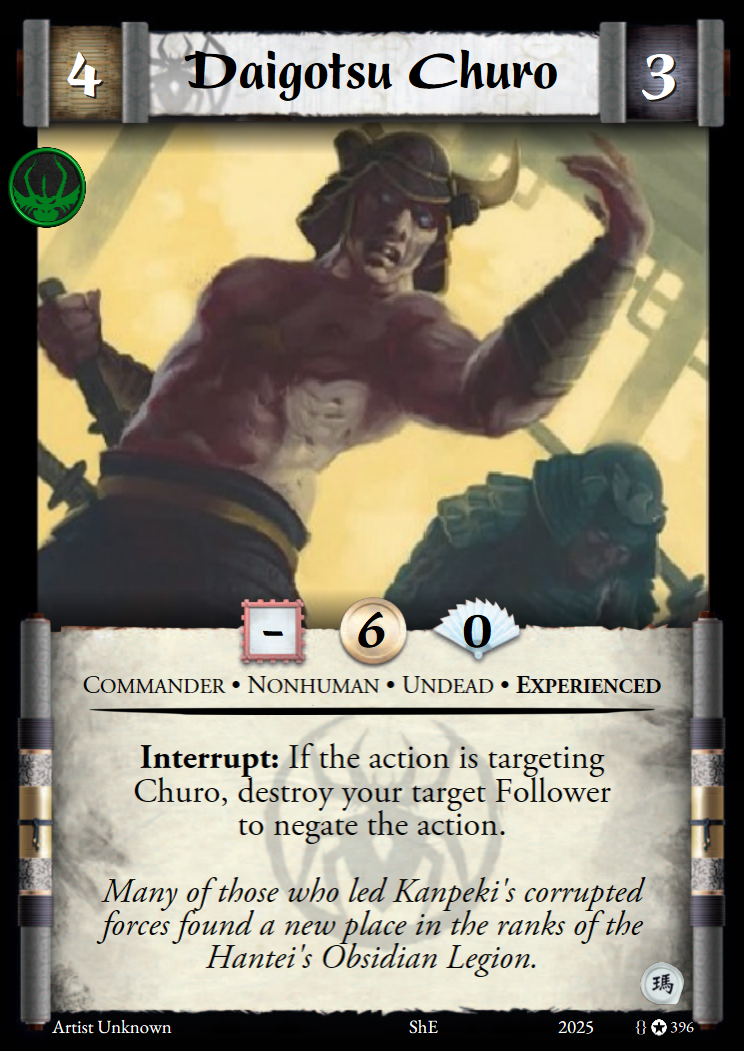 4 Daigotsu Churo 3
- 6 0
COMMANDER • NONHUMAN • UNDEAD • EXPERIENCED
Interrupt: If the action is targeting
Churo, destroy your target Follower
to negate the action.
Many of those who led Kanpeki's corrupted
forces found a new place in the ranks of the
Hantei's Obsidian Legion.
瑪
Artist Unknown ShE 2025 {} ✪ 396